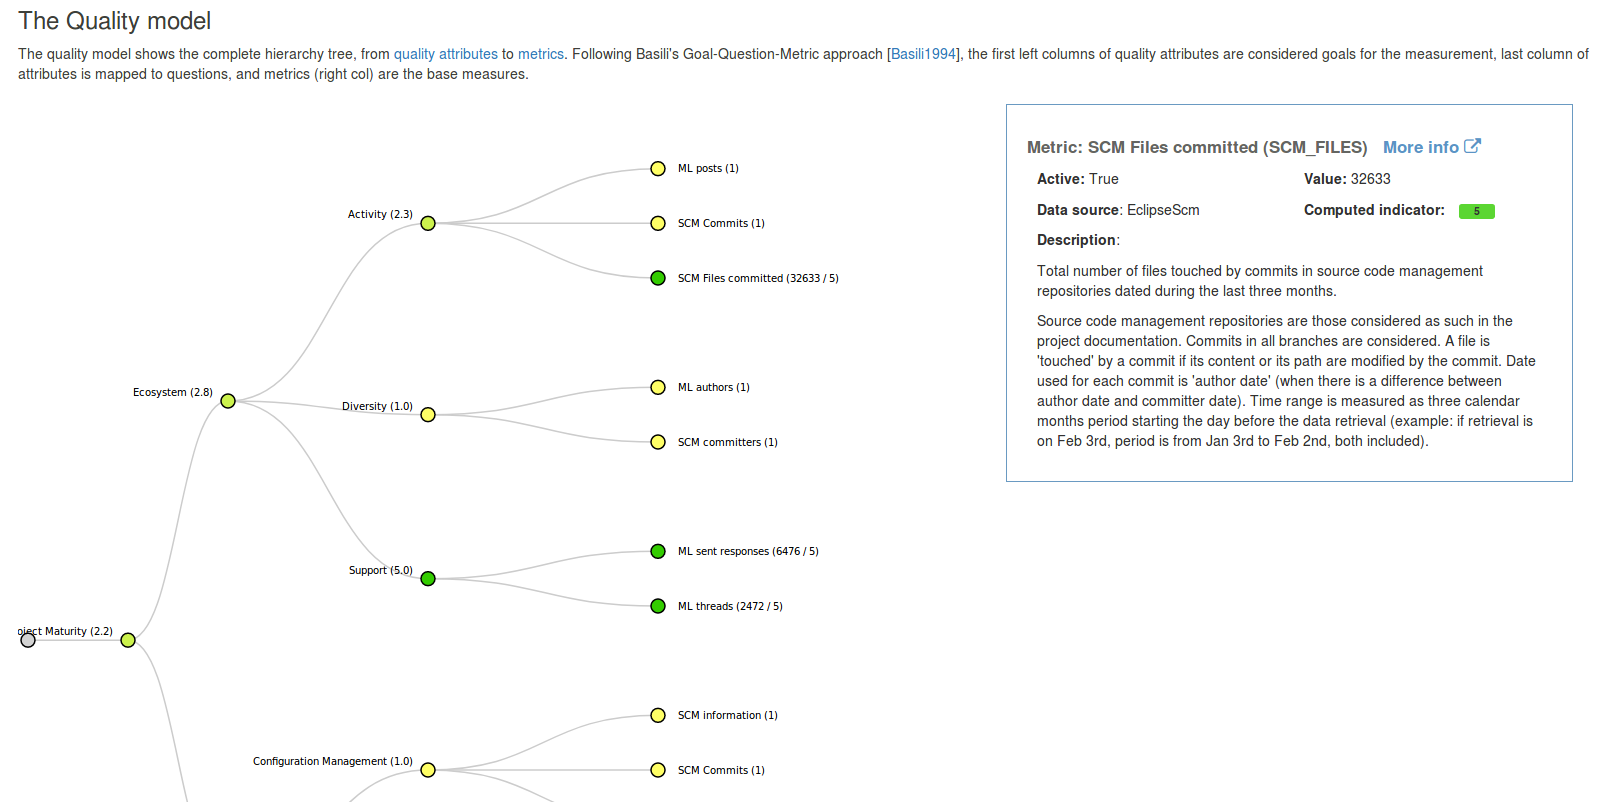 The Quality model
The quality model shows the complete hierarchy tree, from quality attributes to metrics. Following Basili's Goal-Question-Metric approach [Basili1994], the first left columns of quality attributes are considered goals for the measurement, last column of
attributes is mapped to questions, and metrics (right col) are the base measures.
Metric: SCM Files committed (SCM_FILES) More info
Active: True
Value: 32633
Data source: EclipseScm
Computed indicator: 5
Description:
Total number of files touched by commits in source code management
repositories dated during the last three months.
Source code management repositories are those considered as such in the
project documentation. Commits in all branches are considered. A file is
'touched' by a commit if its content or its path are modified by the commit. Date
used for each commit is 'author date' (when there is a difference between
author date and committer date). Time range is measured as three calendar
months period starting the day before the data retrieval (example: if retrieval is
on Feb 3rd, period is from Jan 3rd to Feb 2nd, both included).
ML posts (1)
Activity (2.3)
SCM Commits (1)
SCM Files committed (32633 / 5)
Ecosystem (2.8)
ML authors (1)
Diversity (1.0)
SCM committers (1)
ML sent responses (6476 / 5)
Support (5.0)
ML threads (2472 / 5)
oject Maturity (2.2)
SCM information (1)
Configuration Management (1.0)
SCM Commits (1)